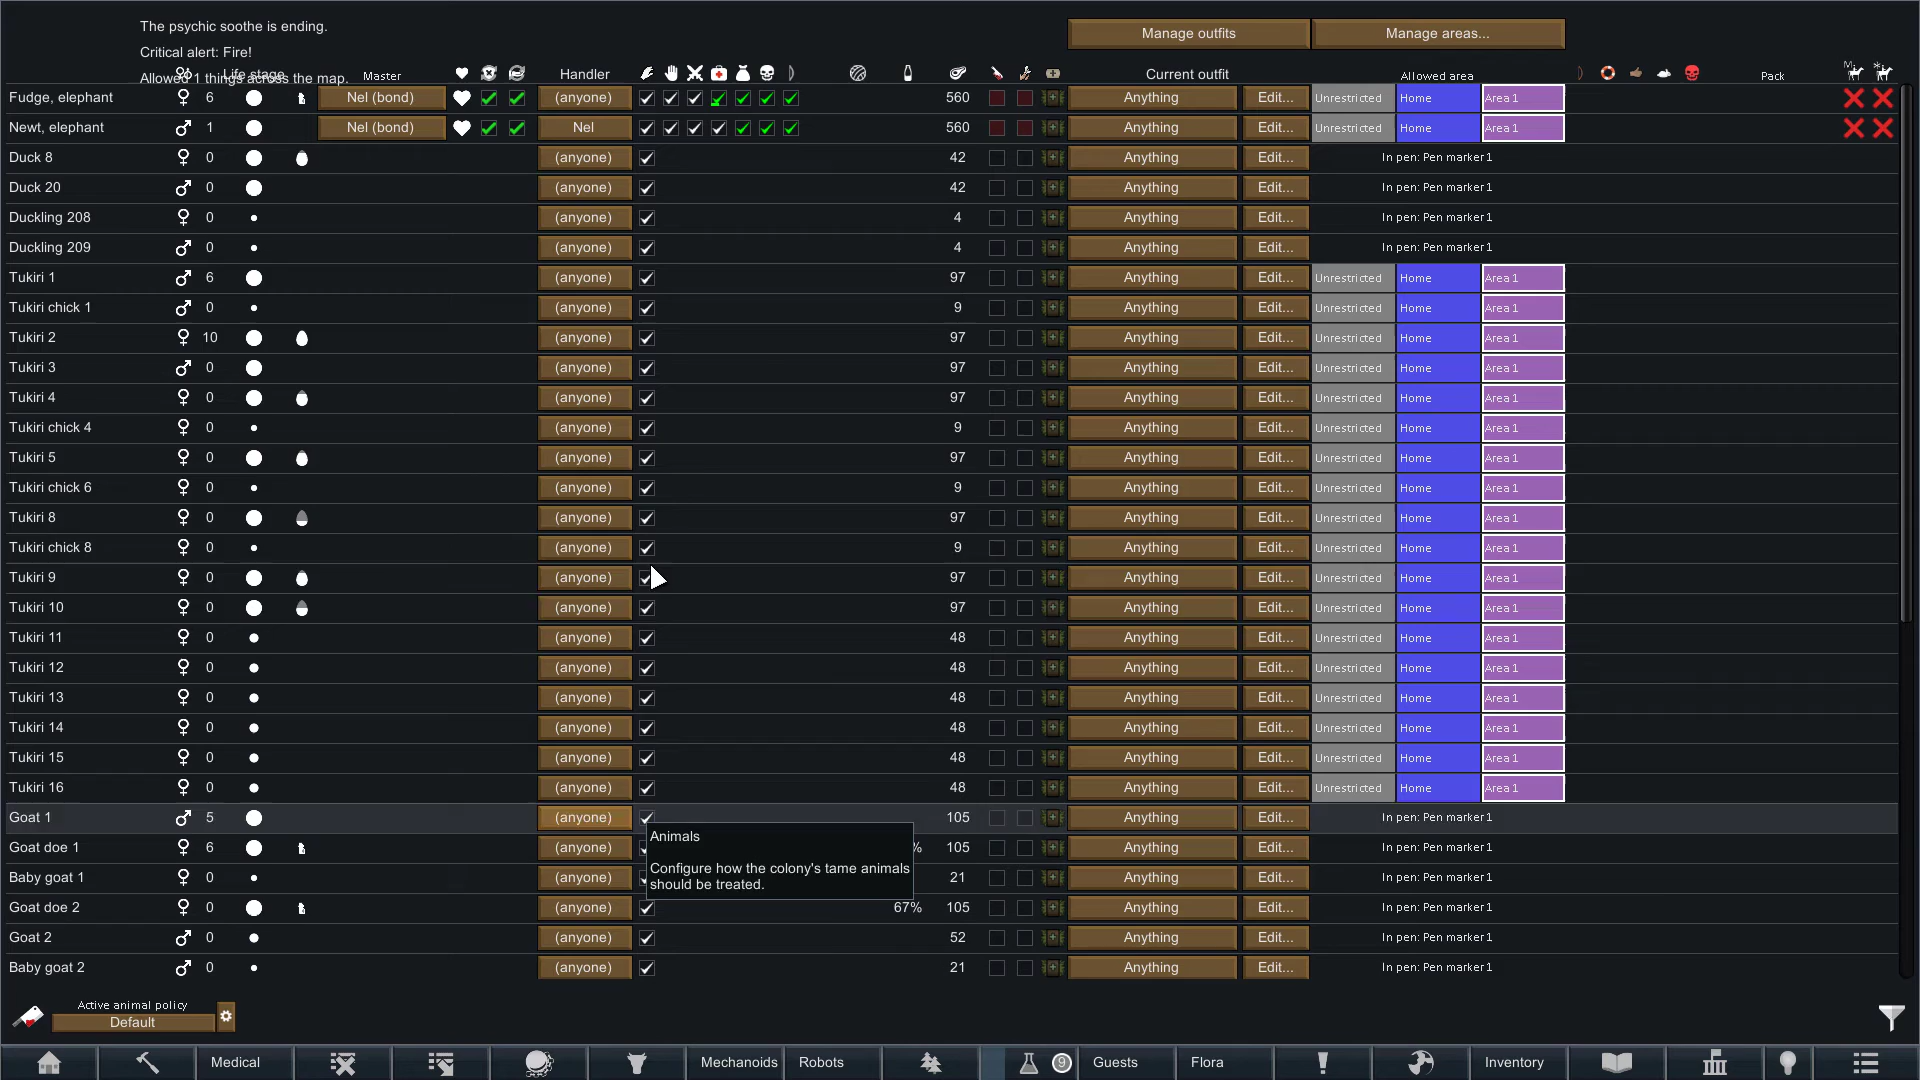 The psychic soothe is ending.
Critical alert: Fire!
Allowed 1 things across the map.
Manage outfits Manage areas...
Life stage Master Handler Current outfit Allowed area Pack
Fudge, elephant 6 Nel (bond) (anyone) 560 Anything Edit... Unrestricted Home Area 1
Newt, elephant 1 Nel (bond) Nel 560 Anything Edit... Unrestricted Home Area 1
Duck 8 0 (anyone) 42 Anything Edit... In pen: Pen marker 1
Duck 20 0 (anyone) 42 Anything Edit... In pen: Pen marker 1
Duckling 208 0 (anyone) 4 Anything Edit... In pen: Pen marker 1
Duckling 209 0 (anyone) 4 Anything Edit... In pen: Pen marker 1
Tukiri 1 6 (anyone) 97 Anything Edit... Unrestricted Home Area 1
Tukiri chick 1 0 (anyone) 9 Anything Edit... Unrestricted Home Area 1
Tukiri 2 10 (anyone) 97 Anything Edit... Unrestricted Home Area 1
Tukiri 3 0 (anyone) 97 Anything Edit... Unrestricted Home Area 1
Tukiri 4 0 (anyone) 97 Anything Edit... Unrestricted Home Area 1
Tukiri chick 4 0 (anyone) 9 Anything Edit... Unrestricted Home Area 1
Tukiri 5 0 (anyone) 97 Anything Edit... Unrestricted Home Area 1
Tukiri chick 6 0 (anyone) 9 Anything Edit... Unrestricted Home Area 1
Tukiri 8 0 (anyone) 97 Anything Edit... Unrestricted Home Area 1
Tukiri chick 8 0 (anyone) 9 Anything Edit... Unrestricted Home Area 1
Tukiri 9 0 (anyone) 97 Anything Edit... Unrestricted Home Area 1
Tukiri 10 0 (anyone) 97 Anything Edit... Unrestricted Home Area 1
Tukiri 11 0 (anyone) 48 Anything Edit... Unrestricted Home Area 1
Tukiri 12 0 (anyone) 48 Anything Edit... Unrestricted Home Area 1
Tukiri 13 0 (anyone) 48 Anything Edit... Unrestricted Home Area 1
Tukiri 14 0 (anyone) 48 Anything Edit... Unrestricted Home Area 1
Tukiri 15 0 (anyone) 48 Anything Edit... Unrestricted Home Area 1
Tukiri 16 0 (anyone) 48 Anything Edit... Unrestricted Home Area 1
Goat 1 5 (anyone) 105 Anything Edit... In pen: Pen marker 1
Animals
Goat doe 1 6 (anyone) % 105 Anything Edit... In pen: Pen marker 1
Configure how the colony's tame animals
Baby goat 1 0 (anyone) 21 Anything Edit... In pen: Pen marker 1
should be treated.
Goat doe 2 0 (anyone) 67% 105 Anything Edit... In pen: Pen marker 1
Goat 2 0 (anyone) 52 Anything Edit... In pen: Pen marker 1
Baby goat 2 0 (anyone) 21 Anything Edit... In pen: Pen marker 1
Active animal policy
Default
Medical Mechanoids Robots 9 Guests Flora Inventory